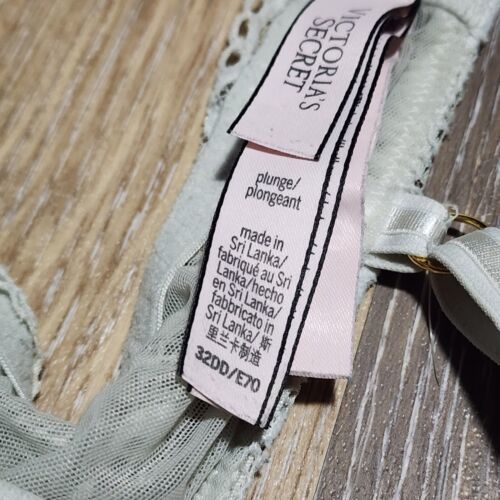 VICTORIA'S
SECRET
plunge/
plongeant
made in
Sri Lanka/
fabriqué au Sri
Lanka/hecho
en Sri Lanka/
fabbricato in
Sri Lanka/斯
里兰卡制造
32DD/E70